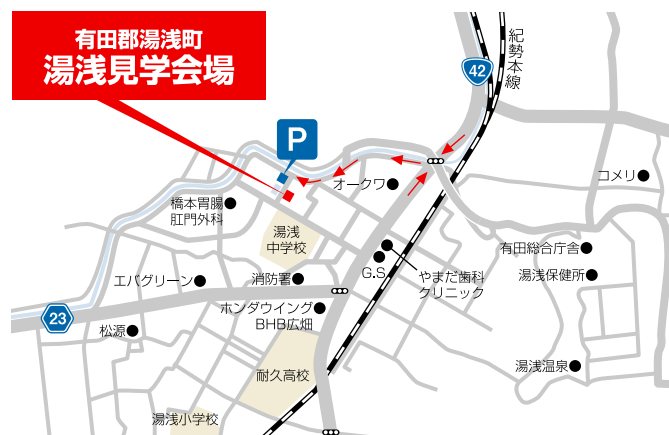 有田郡湯浅町
湯浅見学会場
紀勢本線
42
P
オークワ
コメリ
橋本胃腸
肛門外科
湯浅
中学校
有田総合庁舎
エバグリーン
消防署
G.S
やまだ歯科
クリニック
湯浅保健所
23
松源
ホンダウイング
BHB広畑
湯浅温泉
耐久高校
湯浅小学校